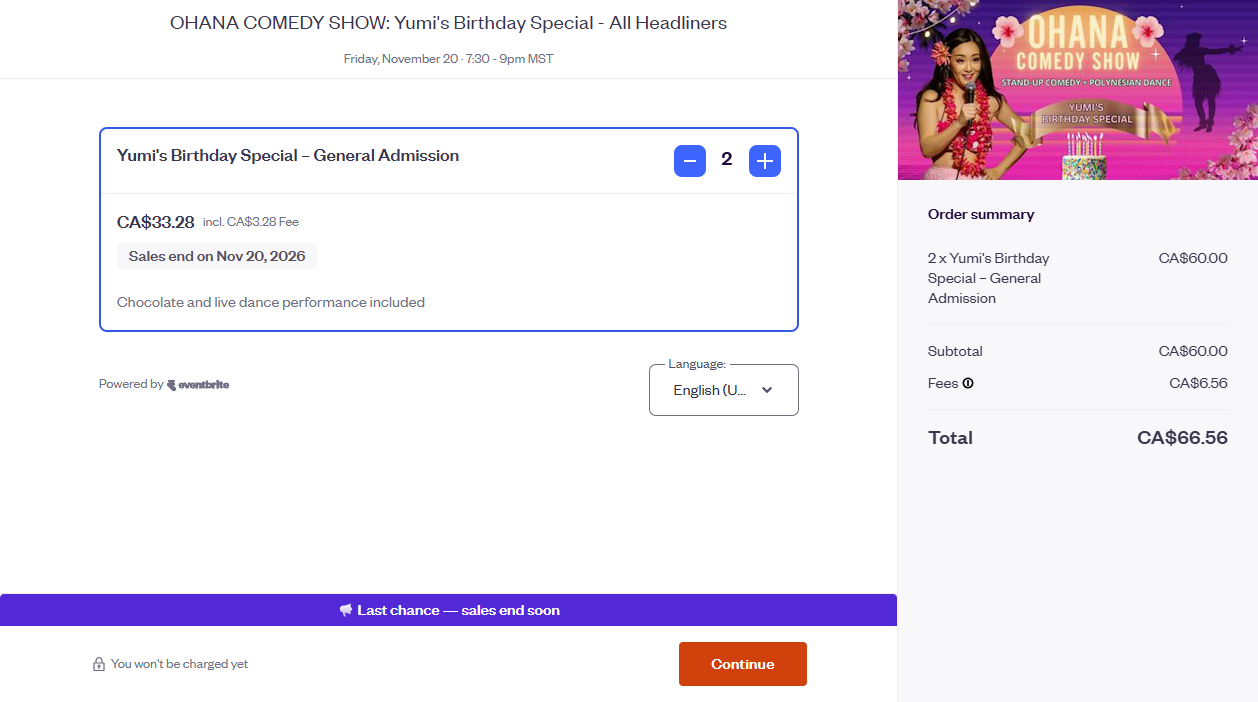 OHANA COMEDY SHOW: Yumi's Birthday Special - All Headliners
Friday, November 20 · 7:30 - 9pm MST
Yumi's Birthday Special – General Admission
2
CA$33.28 incl. CA$3.28 Fee
Sales end on Nov 20, 2026
Chocolate and live dance performance included
Powered by eventbrite
Language:
English (U...
Last chance — sales end soon
You won't be charged yet
Continue
OHANA
COMEDY SHOW
STAND-UP COMEDY • POLYNESIAN DANCE
YUMI'S
BIRTHDAY SPECIAL
Order summary
2 x Yumi's Birthday CA$60.00
Special – General
Admission
Subtotal CA$60.00
Fees CA$6.56
Total CA$66.56